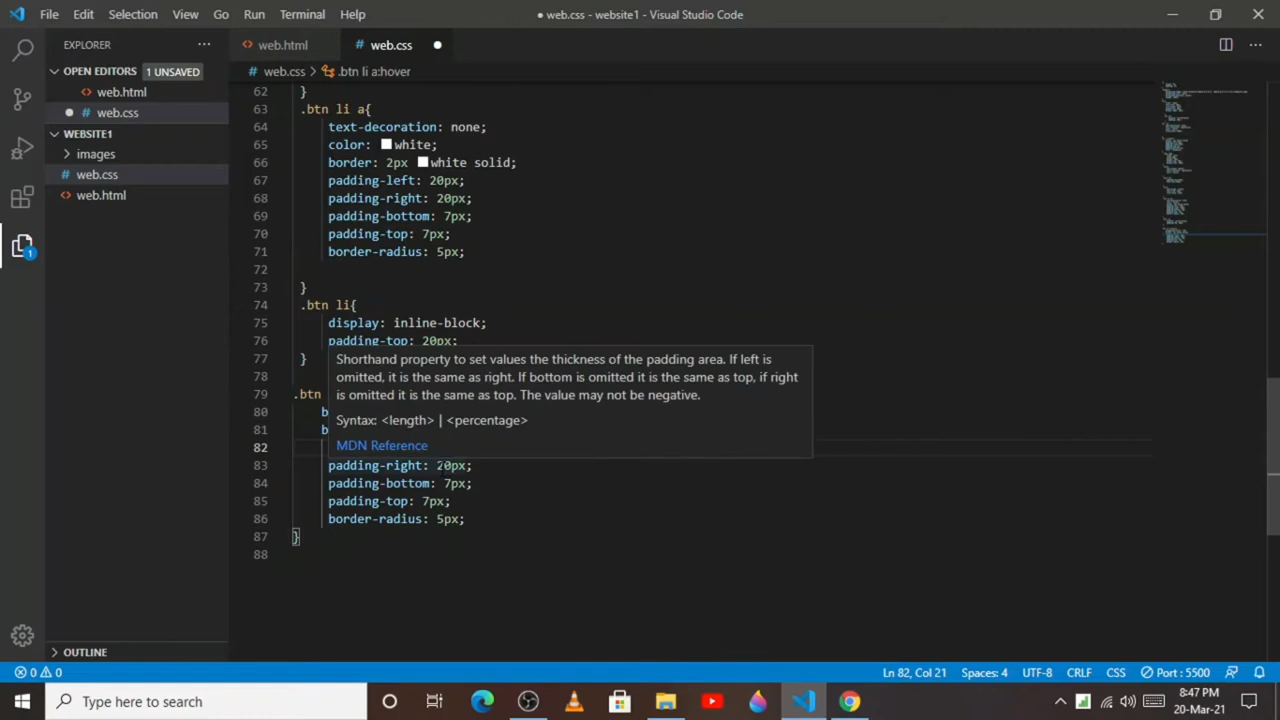 File Edit Selection View Go Run Terminal Help
● web.css - website1 - Visual Studio Code
EXPLORER
web.html
# web.css
OPEN EDITORS 1 UNSAVED
# web.css > .btn li a:hover
web.html
# web.css
WEBSITE1
images
# web.css
web.html
62 }
63 .btn li a{
64 text-decoration: none;
65 color: white;
66 border: 2px white solid;
67 padding-left: 20px;
68 padding-right: 20px;
69 padding-bottom: 7px;
70 padding-top: 7px;
71 border-radius: 5px;
72
73 }
74 .btn li{
75 display: inline-block;
76 padding-top: 20px;
77 }
78
79 .btn
80 b
81 b
82
83 padding-right: 20px;
84 padding-bottom: 7px;
85 padding-top: 7px;
86 border-radius: 5px;
87 }
88
Shorthand property to set values the thickness of the padding area. If left is
omitted, it is the same as right. If bottom is omitted it is the same as top, if right
is omitted it is the same as top. The value may not be negative.
Syntax: <length> | <percentage>
MDN Reference
1
OUTLINE
0 0
Ln 82, Col 21 Spaces: 4 UTF-8 CRLF CSS Port : 5500
Type here to search
8:47 PM
20-Mar-21